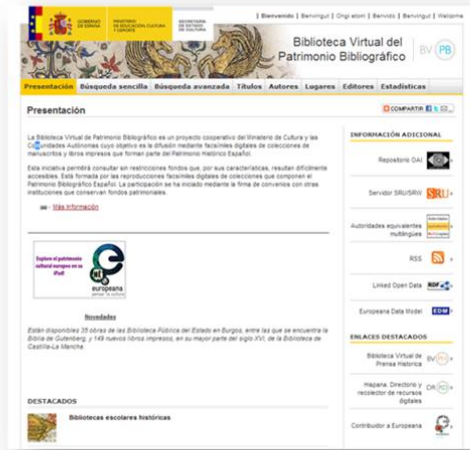 Bienvenido | Benvingut | Ongi etorri | Benvido | Benvingut | Welcome
GOBIERNO DE ESPAÑA
MINISTERIO DE EDUCACIÓN, CULTURA Y DEPORTE
SECRETARÍA DE ESTADO DE CULTURA
Biblioteca Virtual del
Patrimonio Bibliográfico
BV PB
Presentación Búsqueda sencilla Búsqueda avanzada Títulos Autores Lugares Editores Estadísticas
Presentación
COMPARTIR
La Biblioteca Virtual de Patrimonio Bibliográfico es un proyecto cooperativo del Ministerio de Cultura y las
Comunidades Autónomas cuyo objetivo es la difusión mediante facsímiles digitales de colecciones de
manuscritos y libros impresos que forman parte del Patrimonio Histórico Español.
Esta iniciativa permitirá consultar sin restricciones fondos que, por sus características, resultan difícilmente
accesibles. Está formada por las reproducciones facsímiles digitales de colecciones que componen el
Patrimonio Bibliográfico Español. La participación se ha iniciado mediante la firma de convenios con otras
instituciones que conservan fondos patrimoniales.
Más información
Explore el patrimonio
cultural europeo en su
iPad!
europeana
pensar la cultura
Novedades
Están disponibles 35 obras de las Biblioteca Pública del Estado en Burgos, entre las que se encuentra la
Biblia de Gutenberg, y 149 nuevos libros impresos, en su mayor parte del siglo XVI, de la Biblioteca de
Castilla-La Mancha.
DESTACADOS
Bibliotecas escolares históricas
INFORMACIÓN ADICIONAL
Repositorio OAI
Servidor SRU/SRW
SRU
Autoridades equivalentes
multilingües
RSS
Linked Open Data
RDF
Europeana Data Model
EDM
ENLACES DESTACADOS
Biblioteca Virtual de
Prensa Histórica
BV
Hispana. Directorio y
recolector de recursos
digitales
DR RD
Contribuidor a Europeana